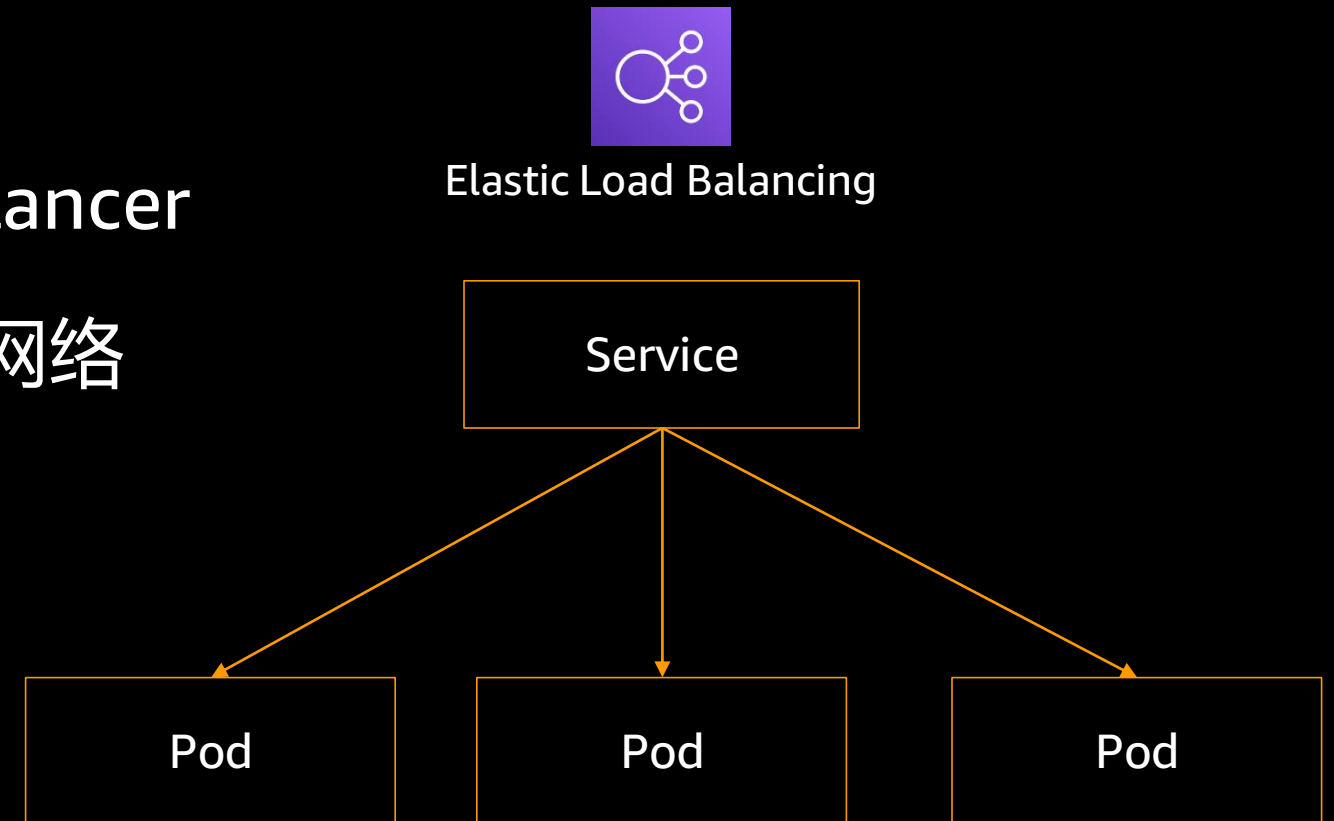 Elastic Load Balancing
ancer
网络
Service
Pod
Pod
Pod